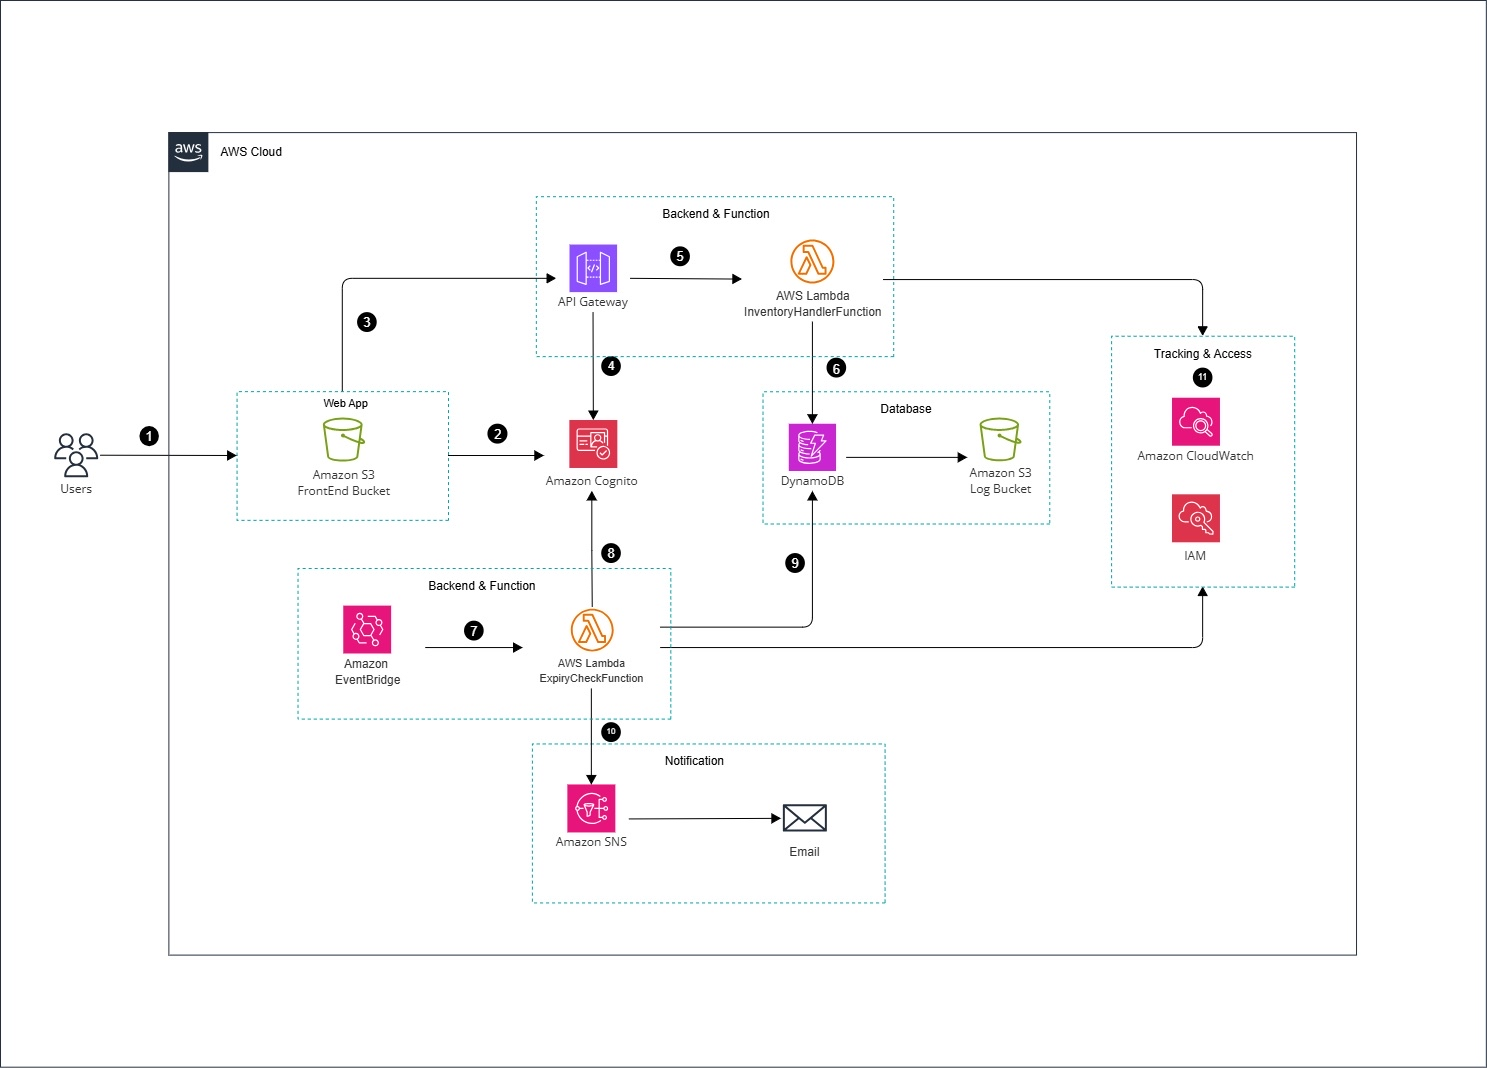 aws
AWS Cloud
Backend & Function
5
API Gateway
AWS Lambda
InventoryHandlerFunction
3
4
6
Tracking & Access
11
Amazon CloudWatch
IAM
1
Users
Web App
Amazon S3
FrontEnd Bucket
2
Amazon Cognito
Database
DynamoDB
Amazon S3
Log Bucket
8
9
Backend & Function
7
Amazon
EventBridge
AWS Lambda
ExpiryCheckFunction
10
Notification
Amazon SNS
Email